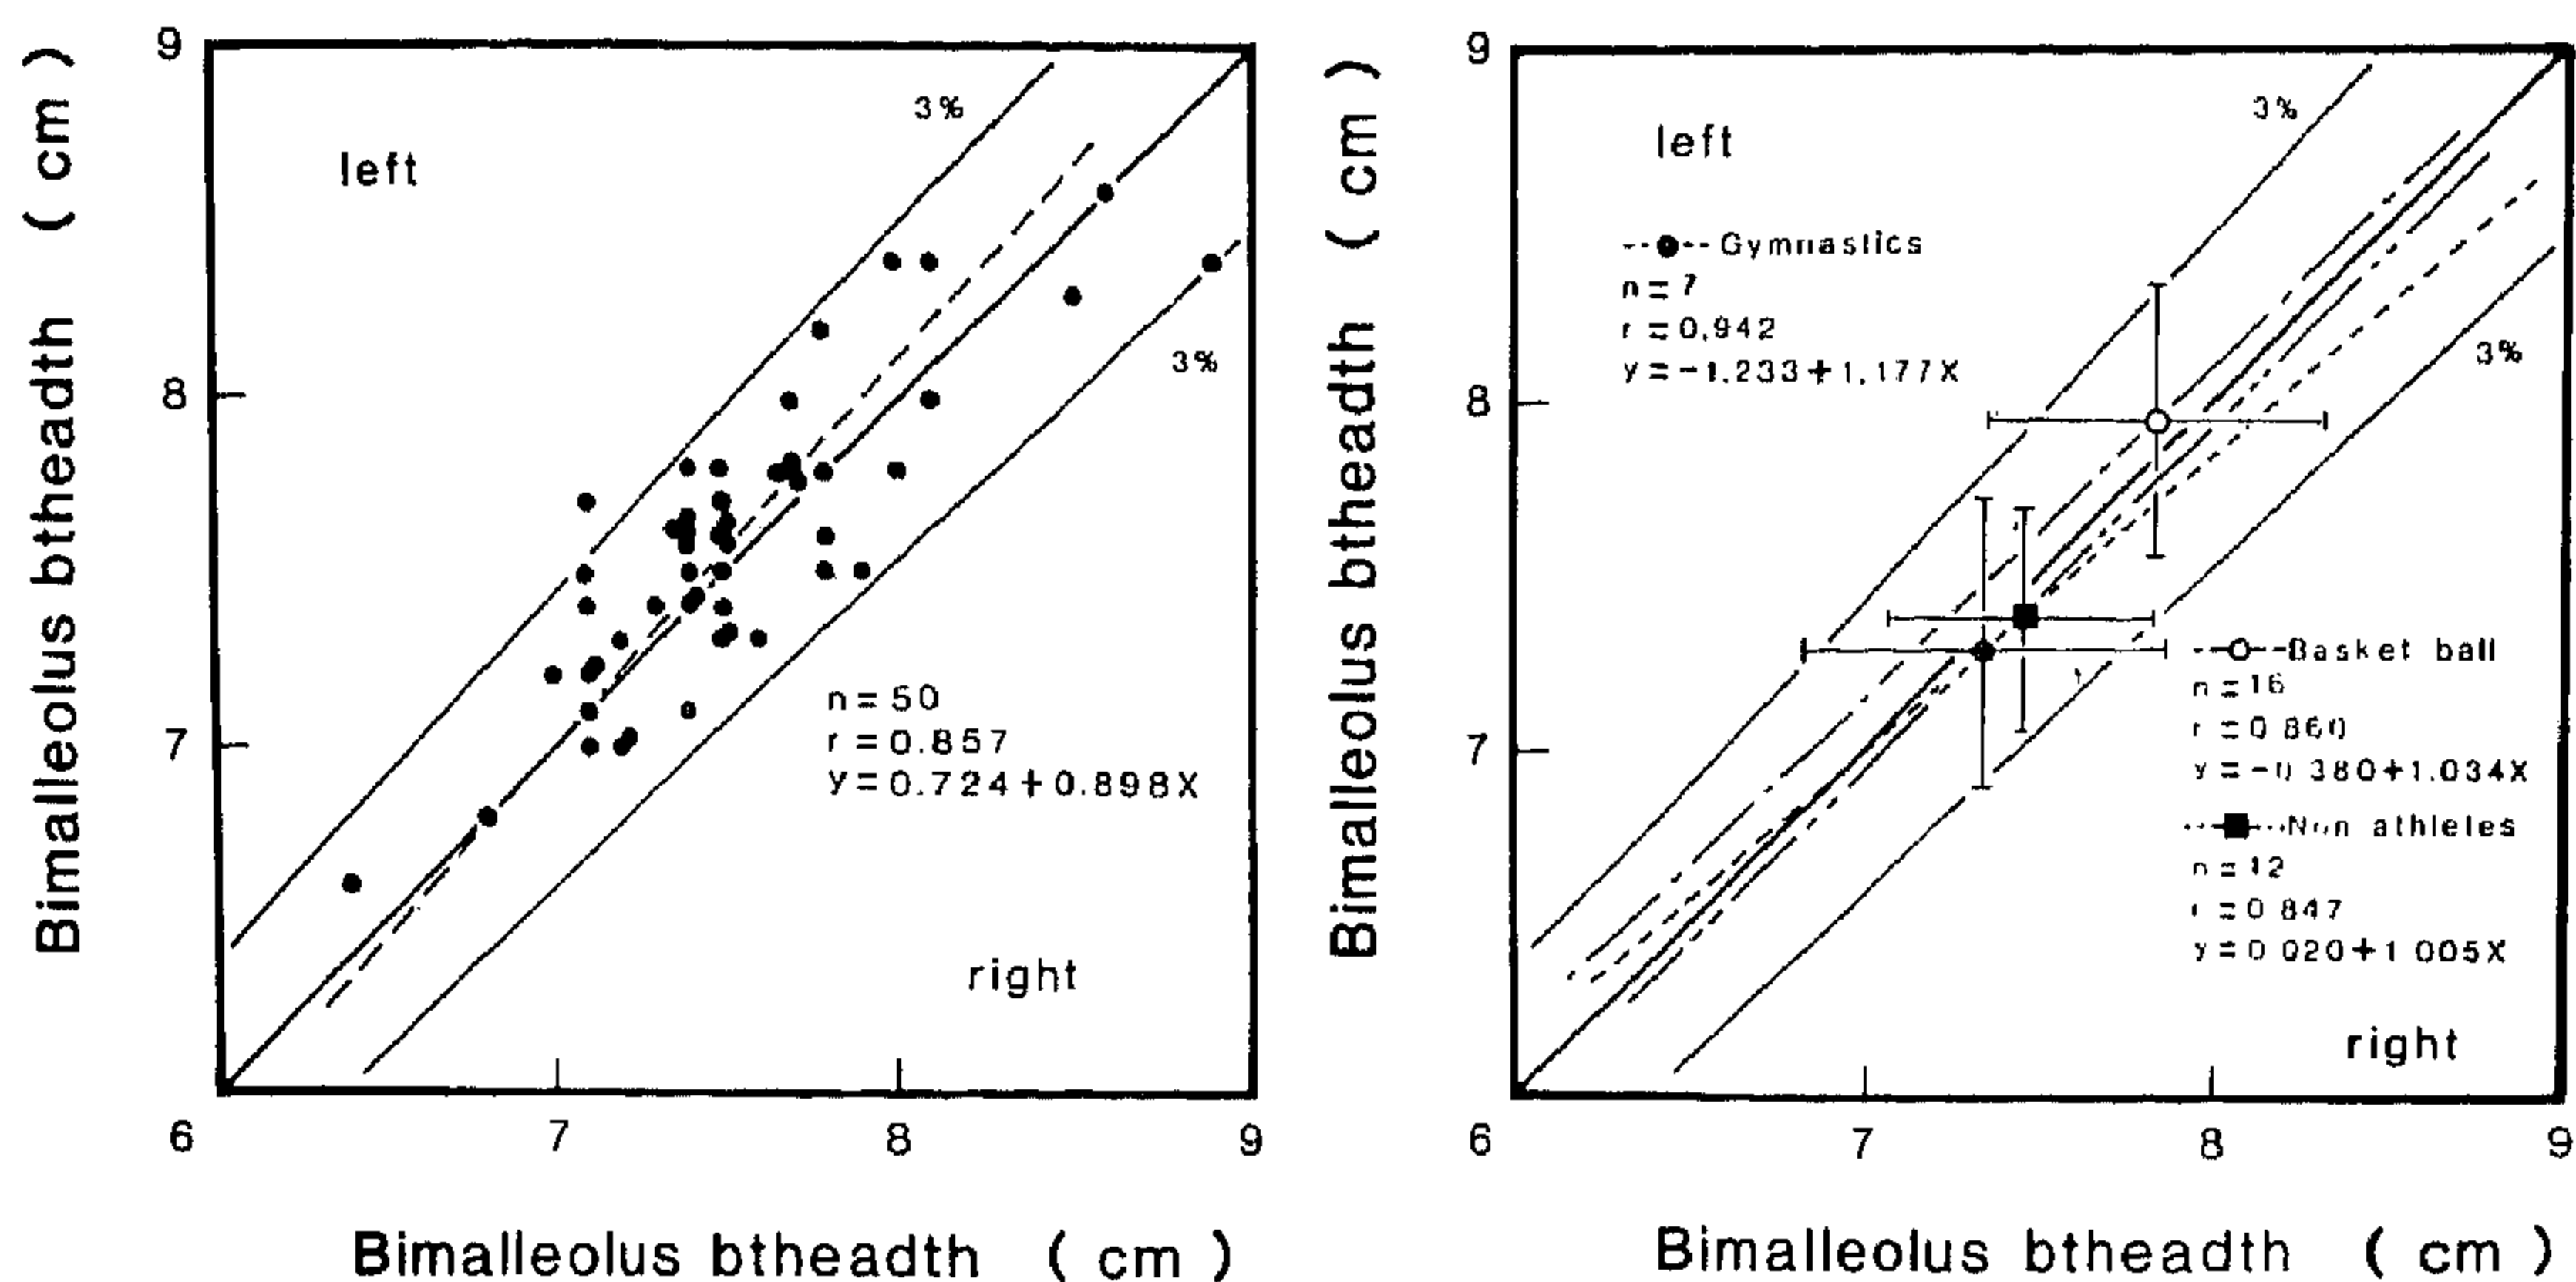 Bimalleolus btheadth ( cm )
9
8
7
6
7
8
9
left
3%
3%
n=50
r=0.857
y=0.724+0.898X
right
Bimalleolus btheadth ( cm )
Bimalleolus btheadth ( cm )
9
8
7
6
7
8
9
left
3%
3%
Gymnastics
n=7
r=0.942
y=-1.233+1.177X
Basket ball
n=16
r=0 860
y=-0 380+1.034X
Non athletes
n=12
r=0 847
y=0 020+1 005X
right
Bimalleolus btheadth ( cm )